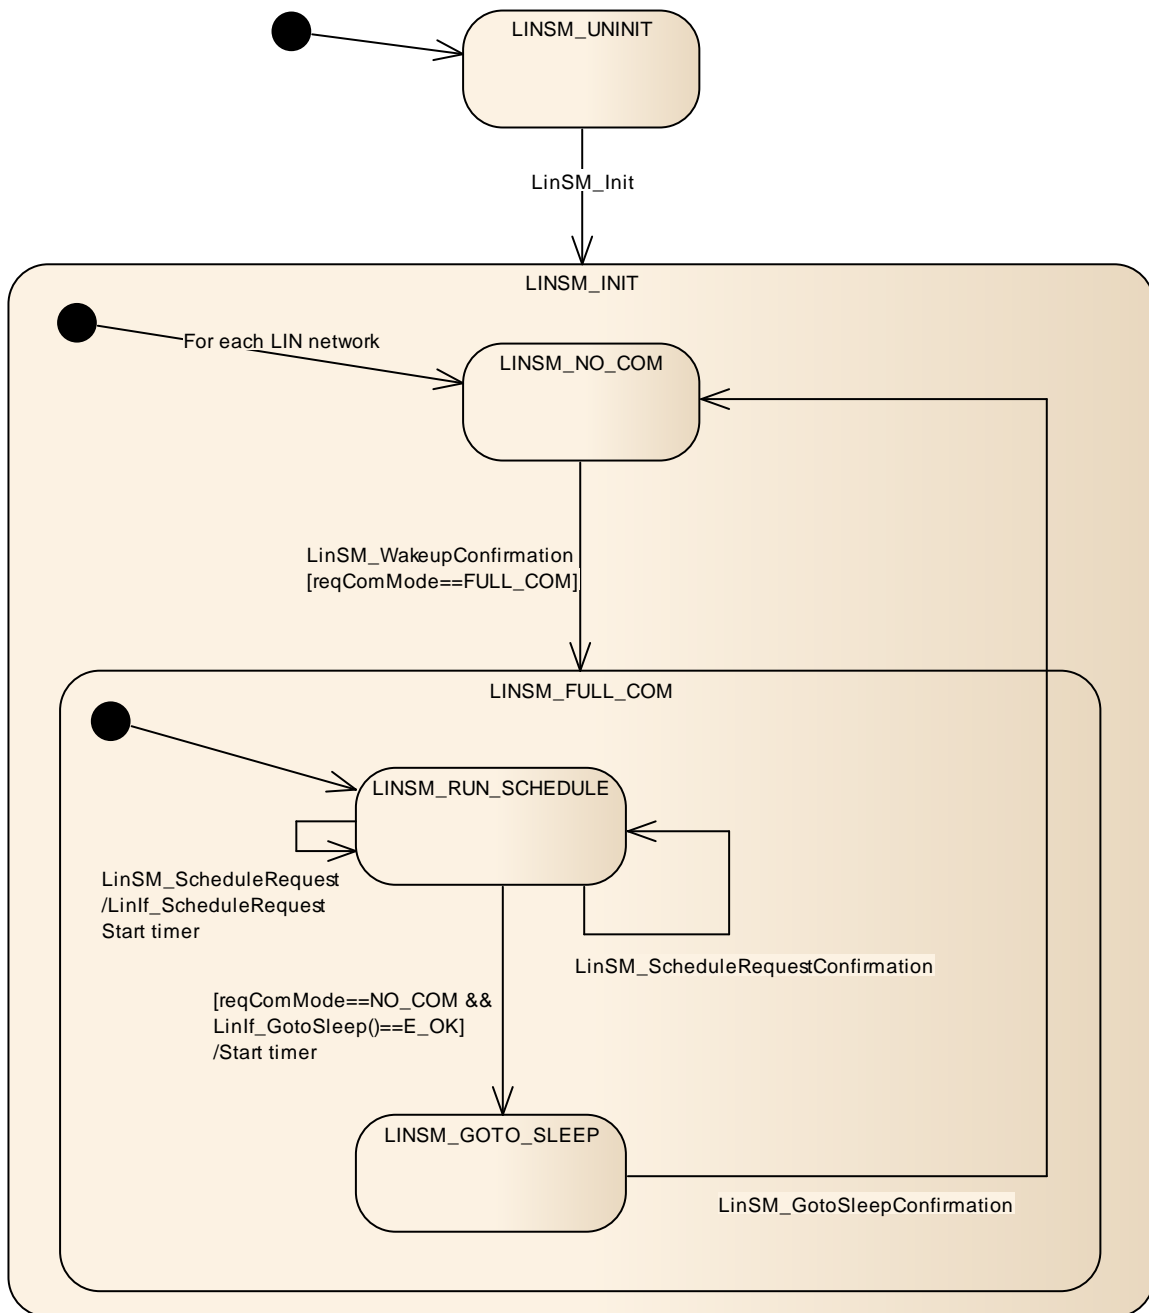 LINSM_UNINIT
LinSM_Init
LINSM_INIT
For each LIN network
LINSM_NO_COM
LinSM_WakeupConfirmation
[reqComMode==FULL_COM]
LINSM_FULL_COM
LINSM_RUN_SCHEDULE
LinSM_ScheduleRequest
/LinIf_ScheduleRequest
Start timer
LinSM_ScheduleRequestConfirmation
[reqComMode==NO_COM &&
LinIf_GotoSleep()==E_OK]
/Start timer
LINSM_GOTO_SLEEP
LinSM_GotoSleepConfirmation